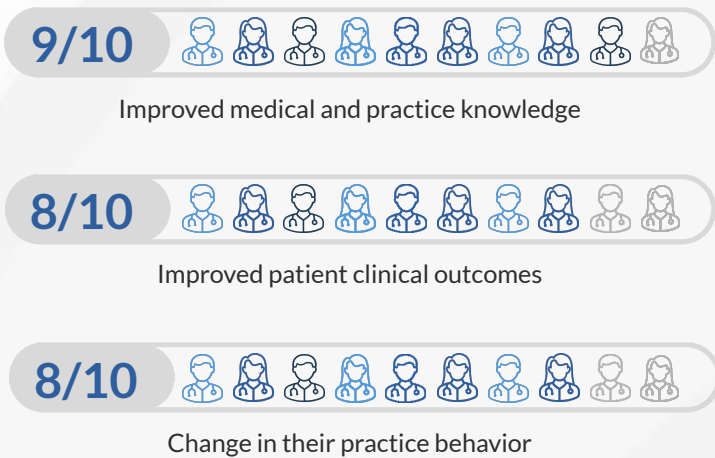 9/10
Improved medical and practice knowledge
8/10
Improved patient clinical outcomes
8/10
Change in their practice behavior